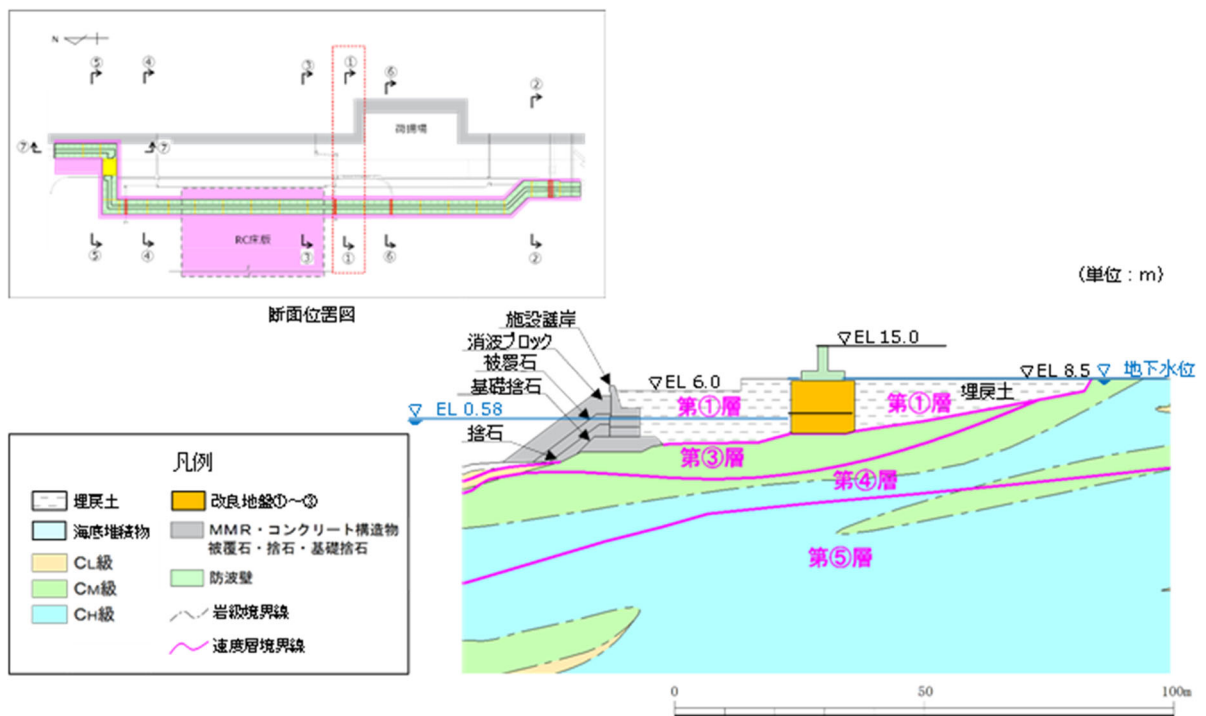 N
⑤ ④ ③ ① ⑥ ②
荷揚場
⑦ ⑦
RC床版
⑤ ④ ③ ① ⑥ ②
断面位置図
(単位：m)
施設護岸
消波ブロック
被覆石
基礎捨石
捨石
▽EL 15.0
▽EL 6.0
▽EL 8.5 ▽ 地下水位
▽ EL 0.58
埋戻土
第①層
第①層
第③層
第④層
第⑤層
凡例
埋戻土
改良地盤①～③
海底堆積物
MMR・コンクリート構造物
被覆石・捨石・基礎捨石
CL級
防波壁
CM級
岩級境界線
CH級
速度層境界線
0 50 100m